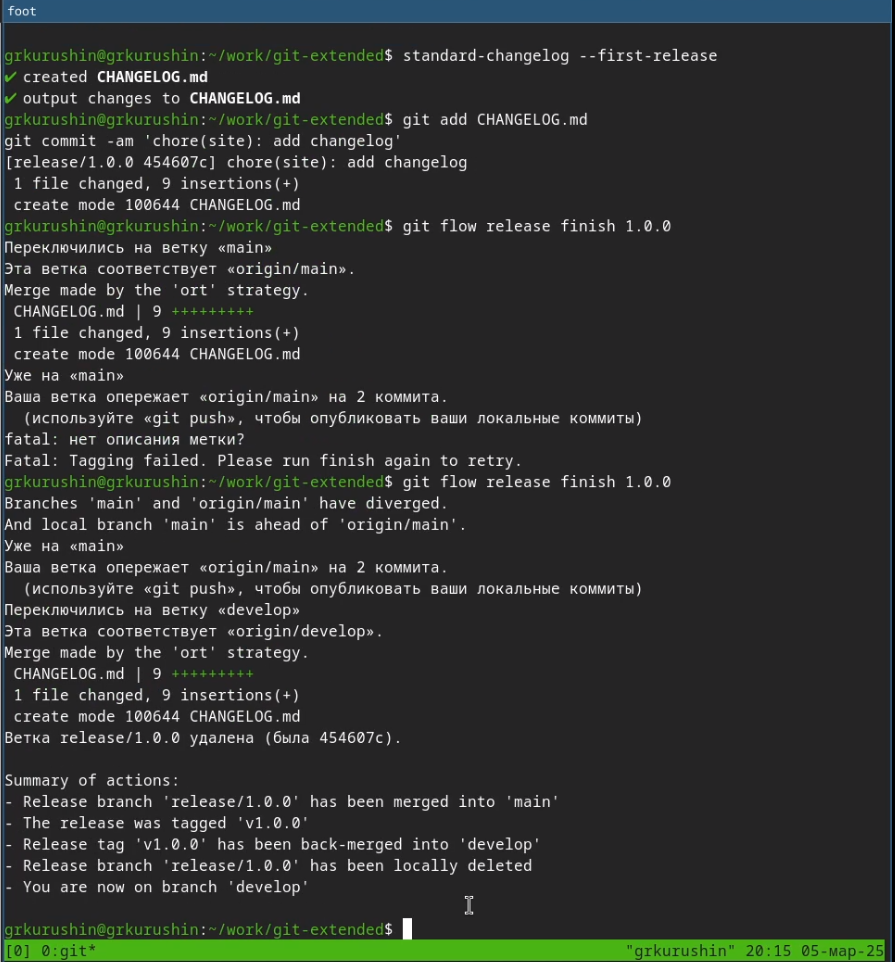 foot
grkurushin@grkurushin:~/work/git-extended$ standard-changelog --first-release
✔ created CHANGELOG.md
✔ output changes to CHANGELOG.md
grkurushin@grkurushin:~/work/git-extended$ git add CHANGELOG.md
git commit -am 'chore(site): add changelog'
[release/1.0.0 454607c] chore(site): add changelog
 1 file changed, 9 insertions(+)
 create mode 100644 CHANGELOG.md
grkurushin@grkurushin:~/work/git-extended$ git flow release finish 1.0.0
Переключились на ветку «main»
Эта ветка соответствует «origin/main».
Merge made by the 'ort' strategy.
 CHANGELOG.md | 9 +++++++++
 1 file changed, 9 insertions(+)
 create mode 100644 CHANGELOG.md
Уже на «main»
Ваша ветка опережает «origin/main» на 2 коммита.
  (используйте «git push», чтобы опубликовать ваши локальные коммиты)
fatal: нет описания метки?
Fatal: Tagging failed. Please run finish again to retry.
grkurushin@grkurushin:~/work/git-extended$ git flow release finish 1.0.0
Branches 'main' and 'origin/main' have diverged.
And local branch 'main' is ahead of 'origin/main'.
Уже на «main»
Ваша ветка опережает «origin/main» на 2 коммита.
  (используйте «git push», чтобы опубликовать ваши локальные коммиты)
Переключились на ветку «develop»
Эта ветка соответствует «origin/develop».
Merge made by the 'ort' strategy.
 CHANGELOG.md | 9 +++++++++
 1 file changed, 9 insertions(+)
 create mode 100644 CHANGELOG.md
Ветка release/1.0.0 удалена (была 454607c).
Summary of actions:
- Release branch 'release/1.0.0' has been merged into 'main'
- The release was tagged 'v1.0.0'
- Release tag 'v1.0.0' has been back-merged into 'develop'
- Release branch 'release/1.0.0' has been locally deleted
- You are now on branch 'develop'
grkurushin@grkurushin:~/work/git-extended$
[0] 0:git* "grkurushin" 20:15 05-мар-25